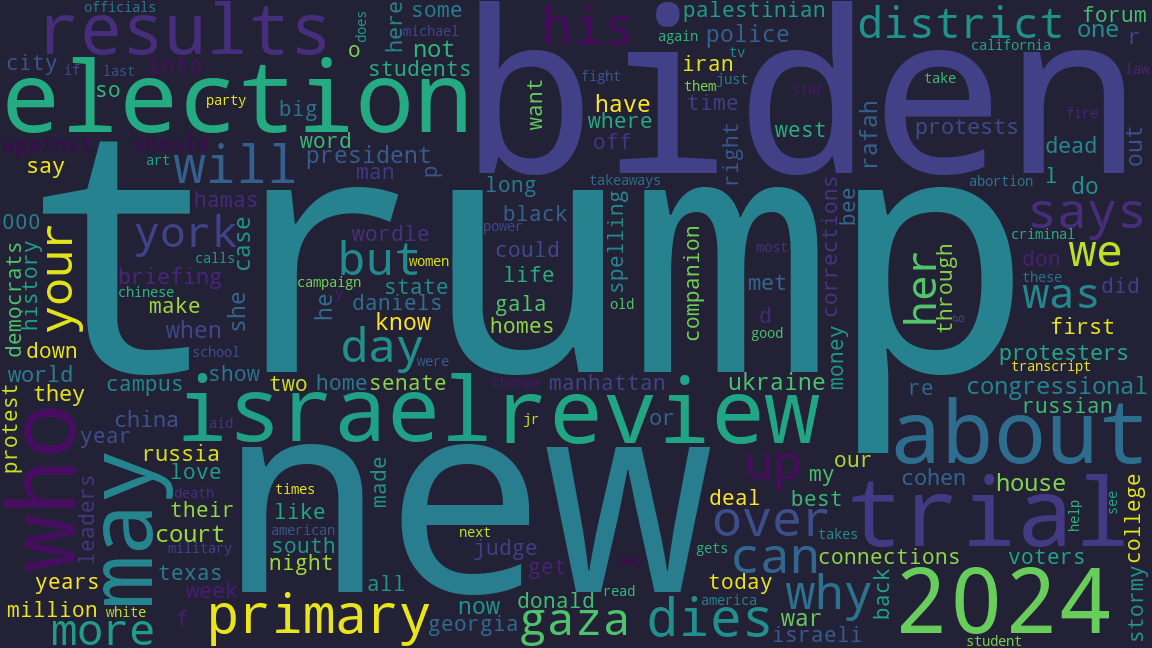 officials
results
his
biden
palestinian
district
forum
some
michael
here
does
o
not
again
police
tv
california
one
r
city
if
last
info
students
iran
just
them
star
take
law
election
so
party
big
want
fight
have
where
off
time
west
right
rafah
protests
fire
dead
out
against
should
word
say
art
will
president
man
p
long
takeaways
abortion
l
do
hamas
trump
000
york
case
wordle
black
power
could
spelling
companion
most
met
corrections
bee
says
criminal
we
don
these
her
through
democrats
history
your
calls
briefing
chinese
but
women
campaign
state
y
life
gala
old
d
good
was
did
g
make
she
he
daniels
know
homes
first
when
school
day
were
money
protesters
transcript
down
world
campus
show
two
home
senate
change
manhattan
ukraine
re
congressional
russian
they
protest
who
year
china
aid
israel
review
jr
or
about
russia
love
death
leaders
may
made
times
new
up
my
our
cohen
house
their
like
american
deal
best
trial
help
see
college
court
military
south
night
next
judge
get
gets
over
takes
can
connections
voters
years
texas
week
all
read
today
america
why
back
2024
stormy
million
white
more
f
primary
now
georgia
donald
gaza
dies
war
israeli
student